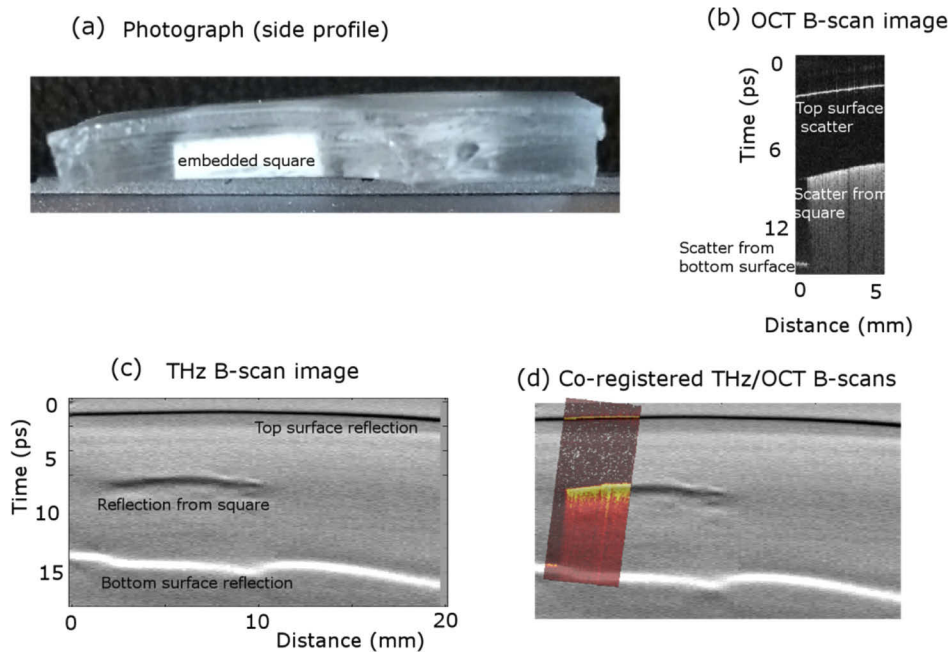 (a) Photograph (side profile)
embedded square
(b) OCT B-scan image
Time (ps)
0
6
12
Top surface
scatter
Scatter from
square
Scatter from
bottom surface
0 5
Distance (mm)
(c) THz B-scan image
Time (ps)
0
5
10
15
Top surface reflection
Reflection from square
Bottom surface reflection
0 10 20
Distance (mm)
(d) Co-registered THz/OCT B-scans